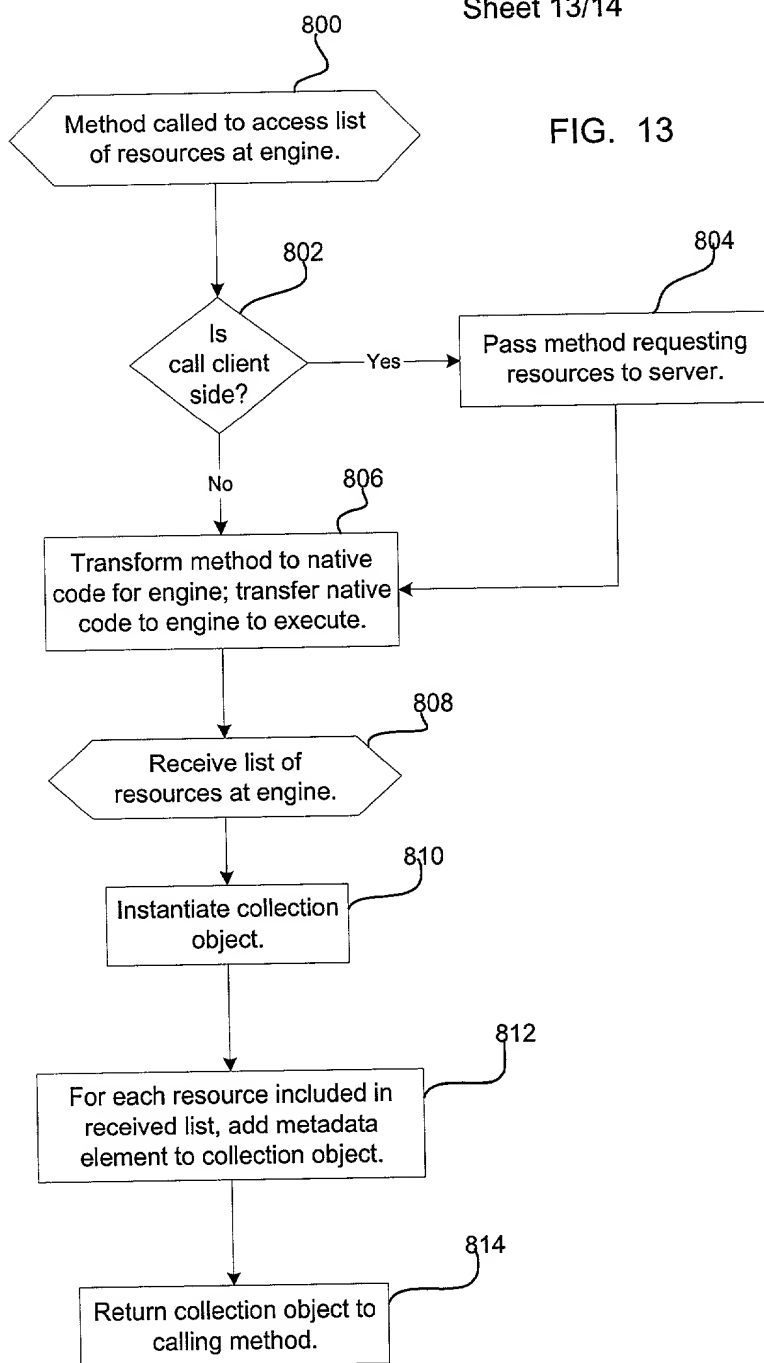 Sheet 13/14
800
Method called to access list
of resources at engine.
FIG. 13
802
804
Is
call client
side?
Yes
Pass method requesting
resources to server.
No
806
Transform method to native
code for engine; transfer native
code to engine to execute.
808
Receive list of
resources at engine.
810
Instantiate collection
object.
812
For each resource included in
received list, add metadata
element to collection object.
814
Return collection object to
calling method.